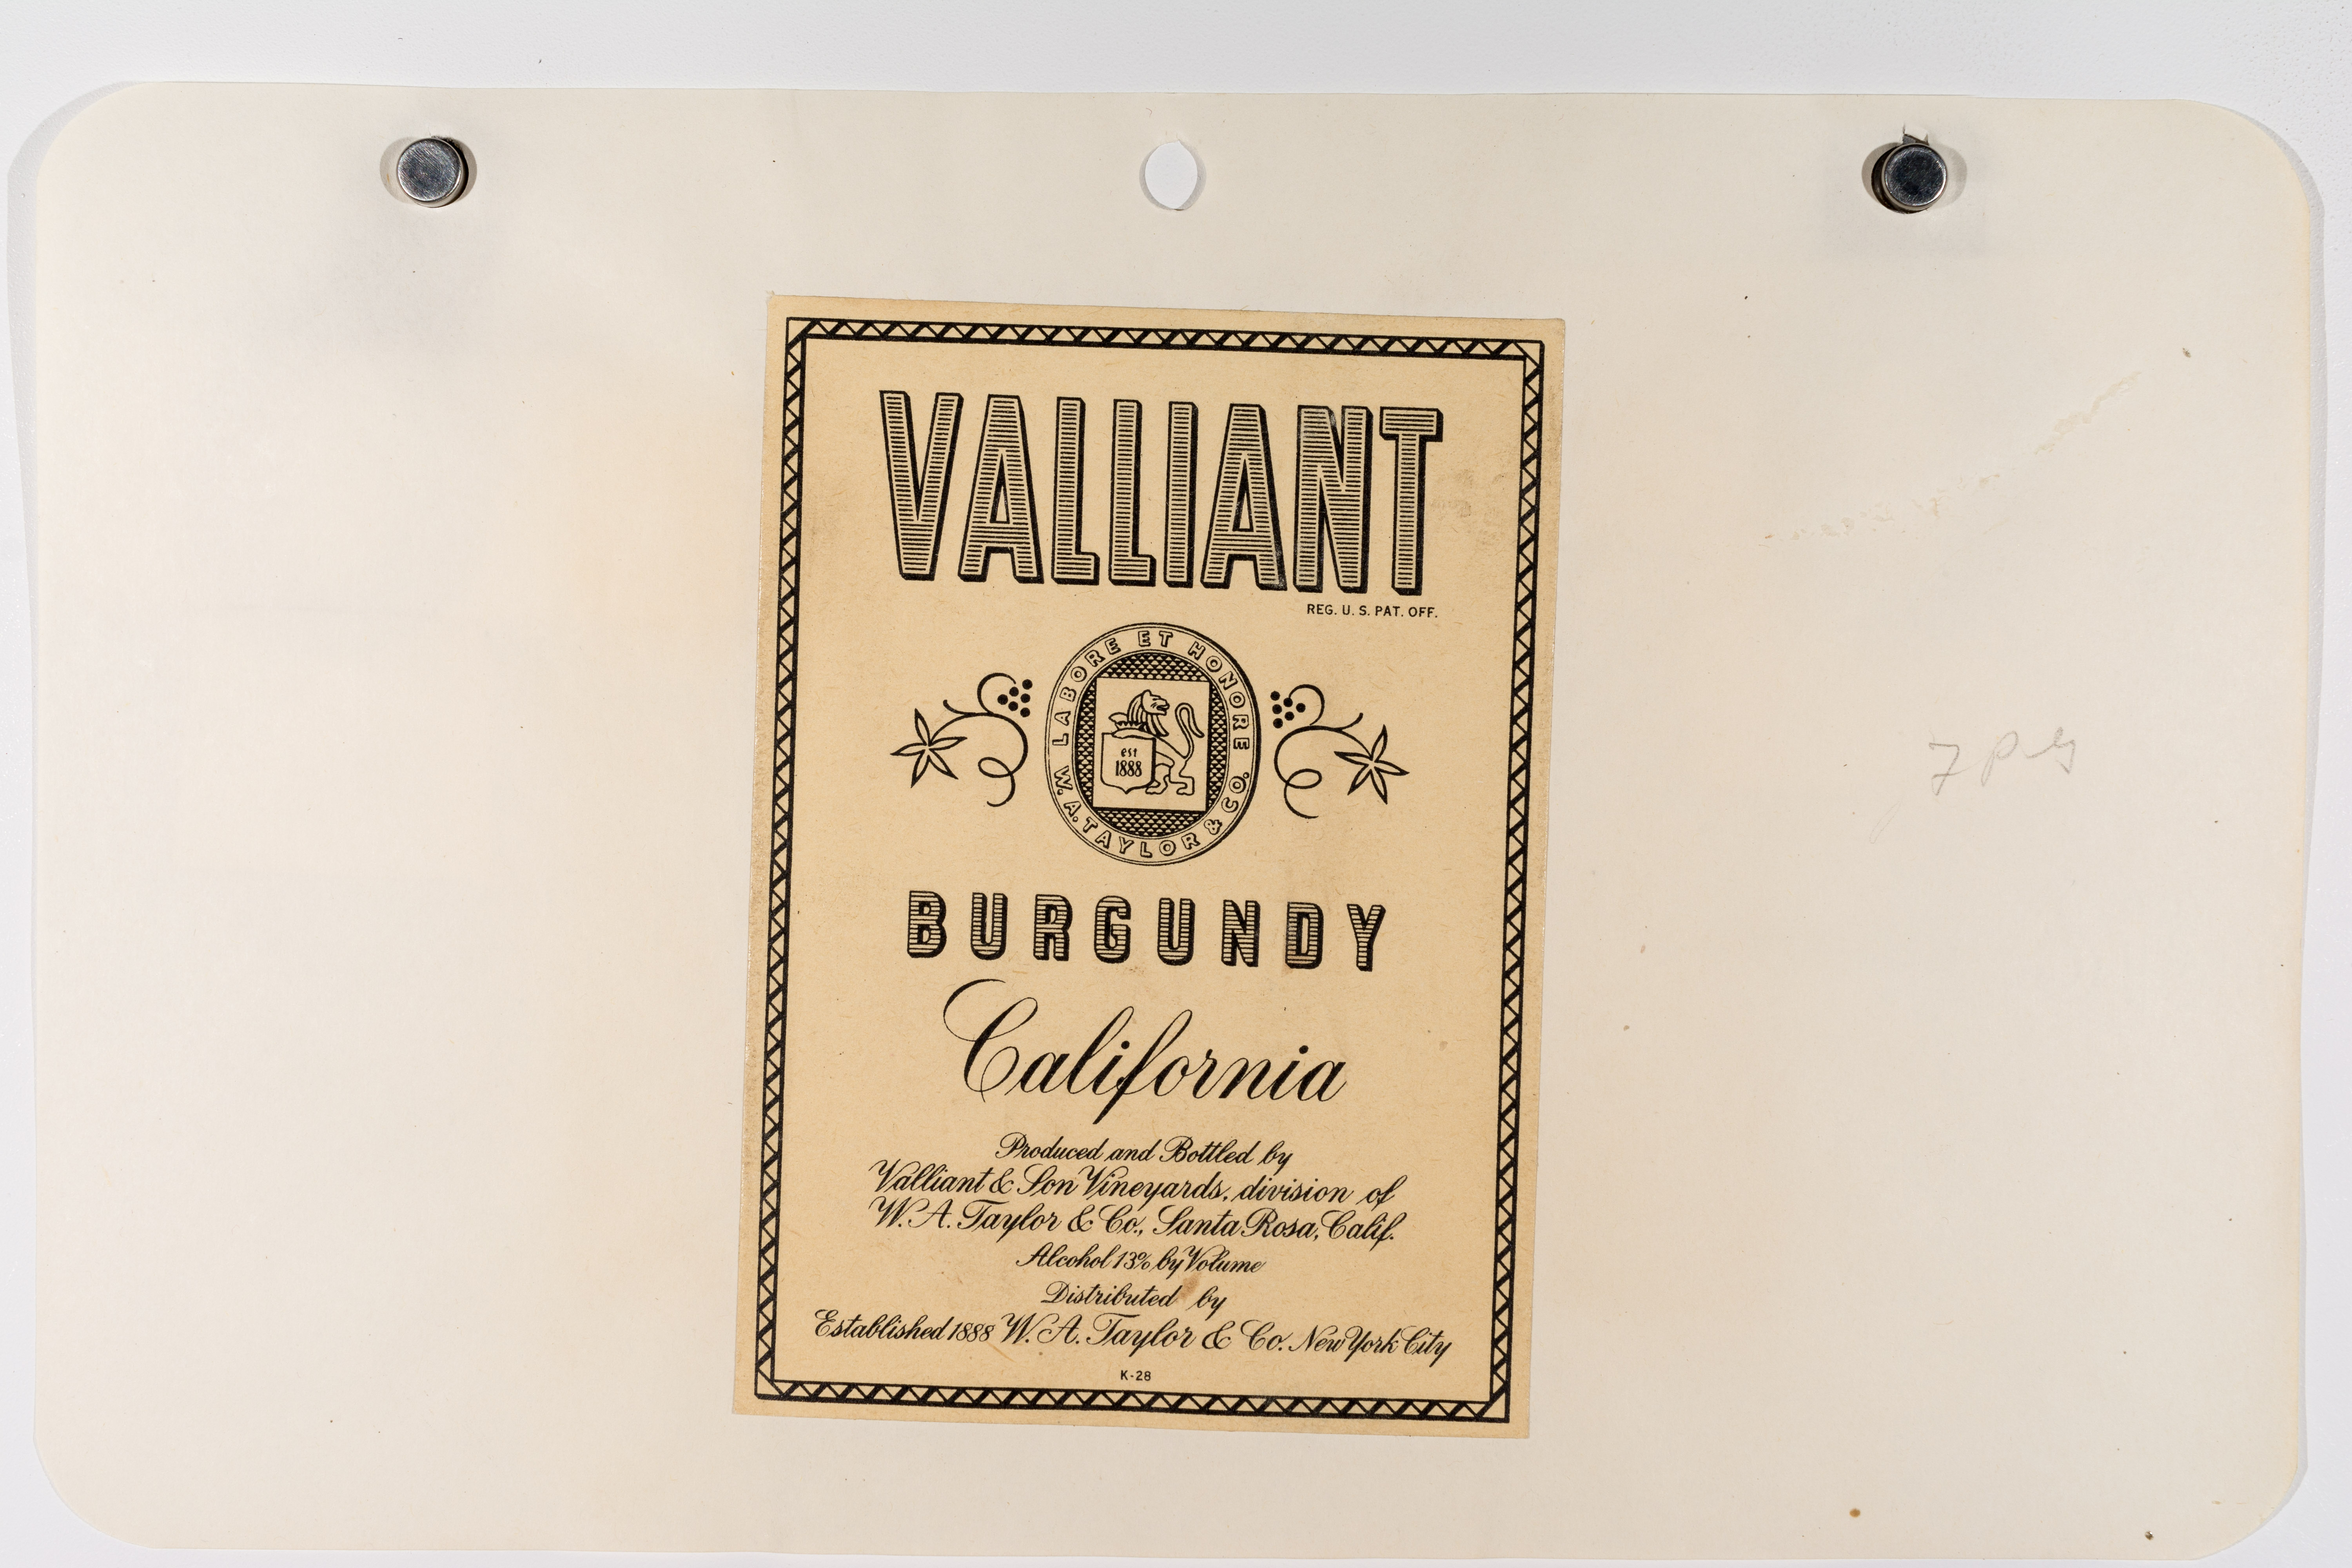 VALLIANT
REG. U. S. PAT. OFF.
LABORE ET HONORE
est
1888
WM. A. TAYLOR & CO.
BURGUNDY
California
Produced and Bottled by
Valliant & Son Vineyards, division of
W. A. Taylor & Co., Santa Rosa, Calif.
Alcohol 13% by Volume
Distributed by
Established 1888 W. A. Taylor & Co. New York City
K-28